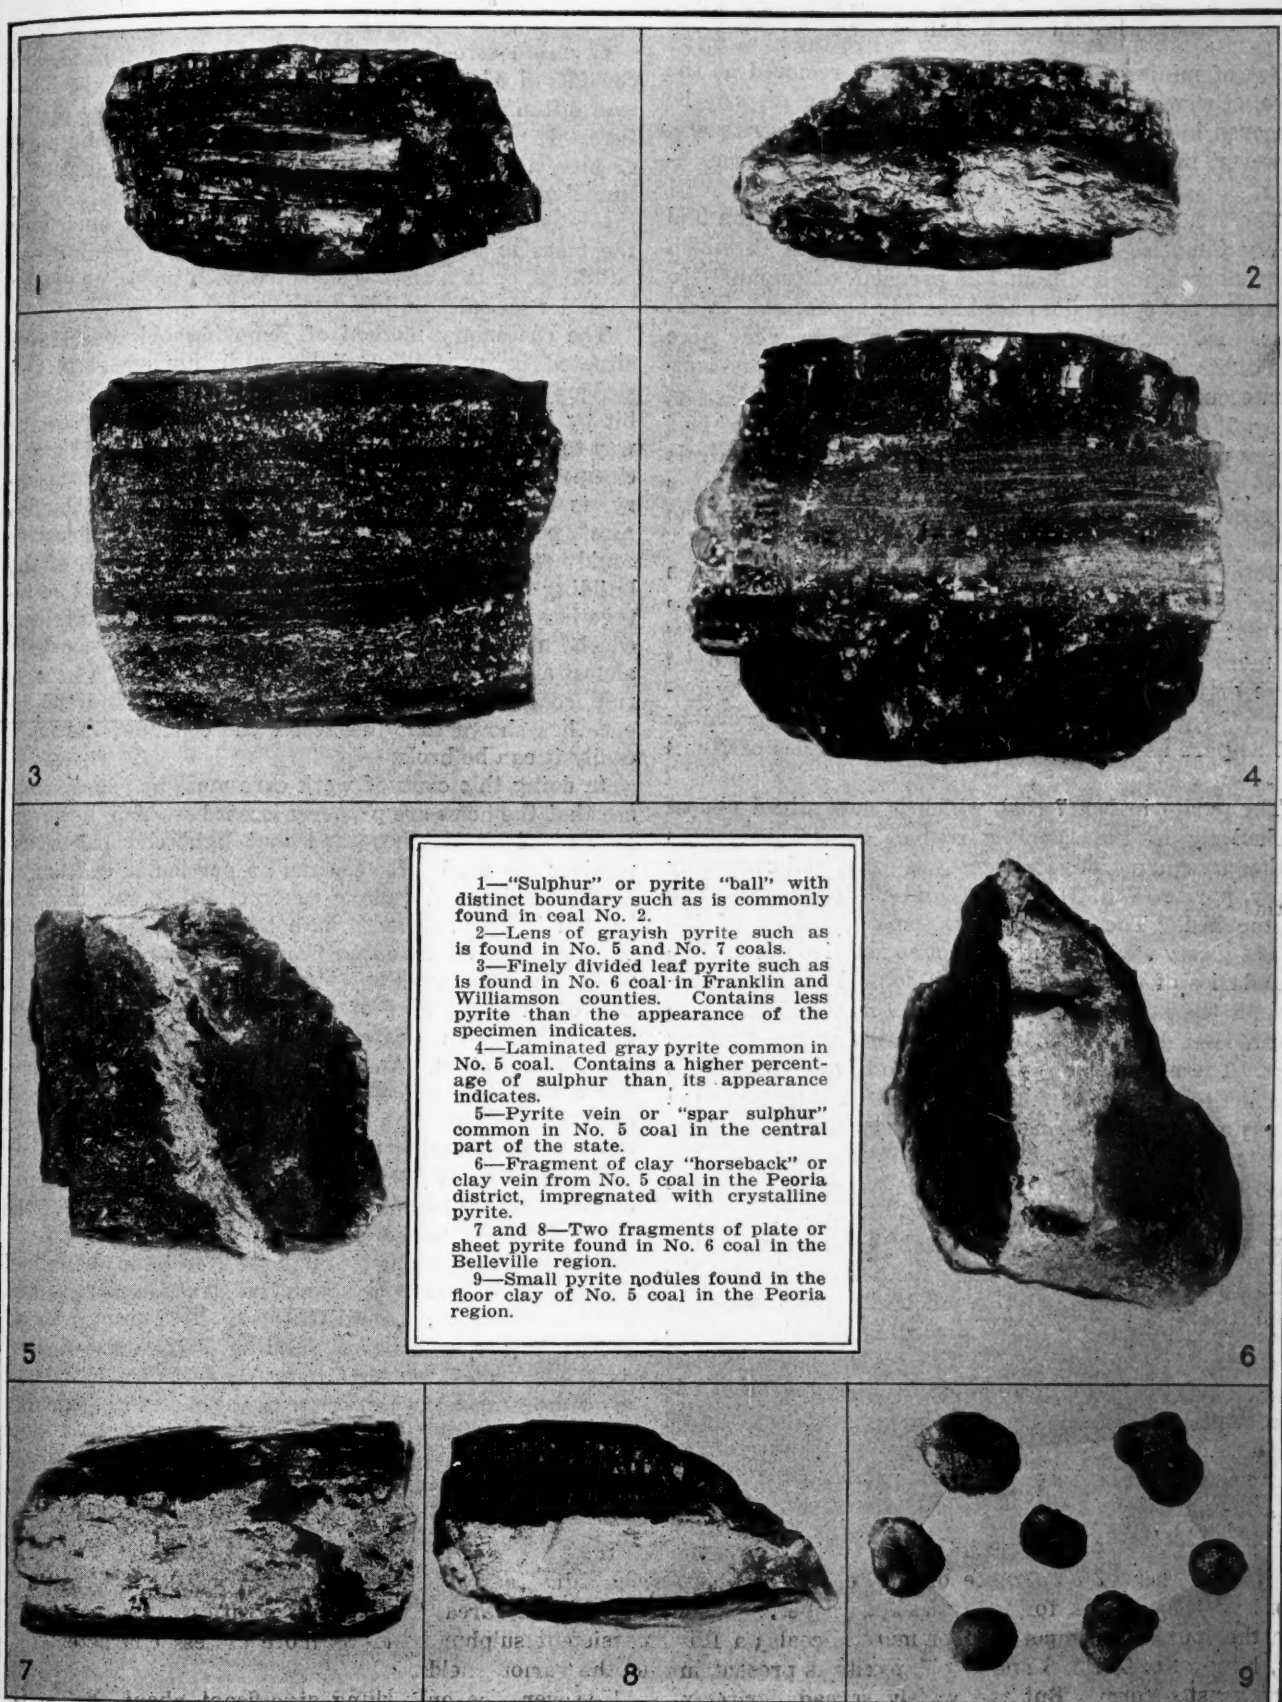 1
2
3
4
1—"Sulphur" or pyrite "ball" with
distinct boundary such as is commonly
found in coal No. 2.
2—Lens of grayish pyrite such as
is found in No. 5 and No. 7 coals.
3—Finely divided leaf pyrite such as
is found in No. 6 coal in Franklin and
Williamson counties. Contains less
pyrite than the appearance of the
specimen indicates.
4—Laminated gray pyrite common in
No. 5 coal. Contains a higher percent-
age of sulphur than its appearance
indicates.
5—Pyrite vein or "spar sulphur"
common in No. 5 coal in the central
part of the state.
6—Fragment of clay "horseback" or
clay vein from No. 5 coal in the Peoria
district, impregnated with crystalline
pyrite.
7 and 8—Two fragments of plate or
sheet pyrite found in No. 6 coal in the
Belleville region.
9—Small pyrite nodules found in the
floor clay of No. 5 coal in the Peoria
region.
5
6
7
8
9